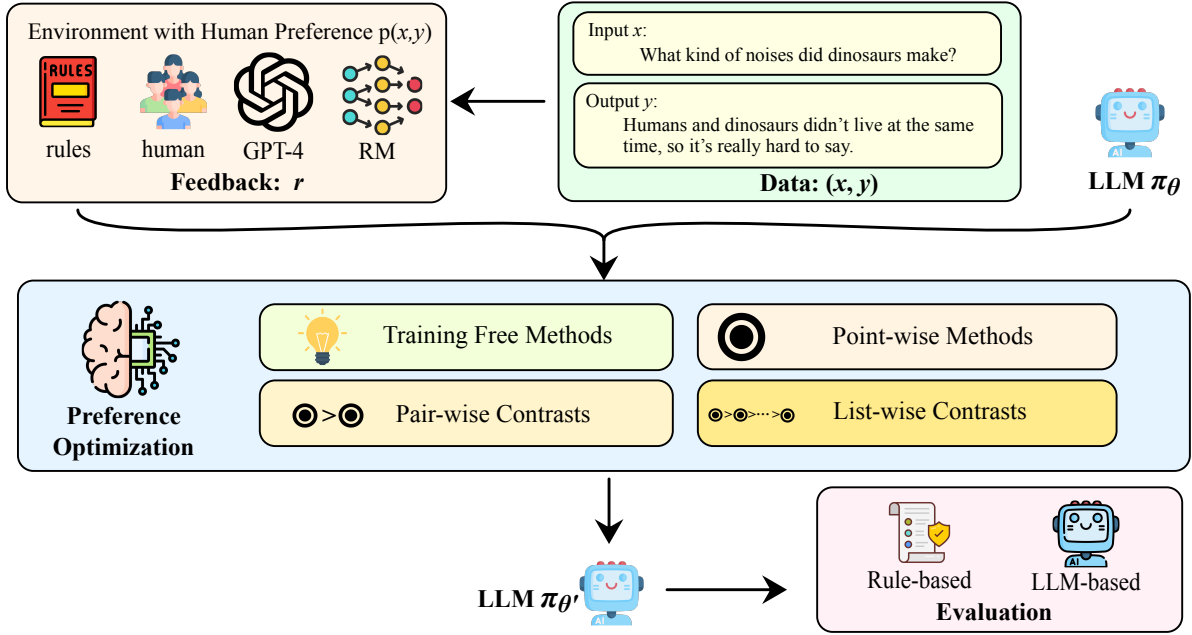 Environment with Human Preference p(x,y)
RULES
rules
human
GPT-4
RM
Feedback: r
Input x:
What kind of noises did dinosaurs make?
Output y:
Humans and dinosaurs didn’t live at the same
time, so it’s really hard to say.
Data: (x, y)
AI
LLM πθ
Preference
Optimization
Training Free Methods
Point-wise Methods
>
Pair-wise Contrasts
> >···>
List-wise Contrasts
LLM πθ′
AI
Rule-based
AI
LLM-based
Evaluation